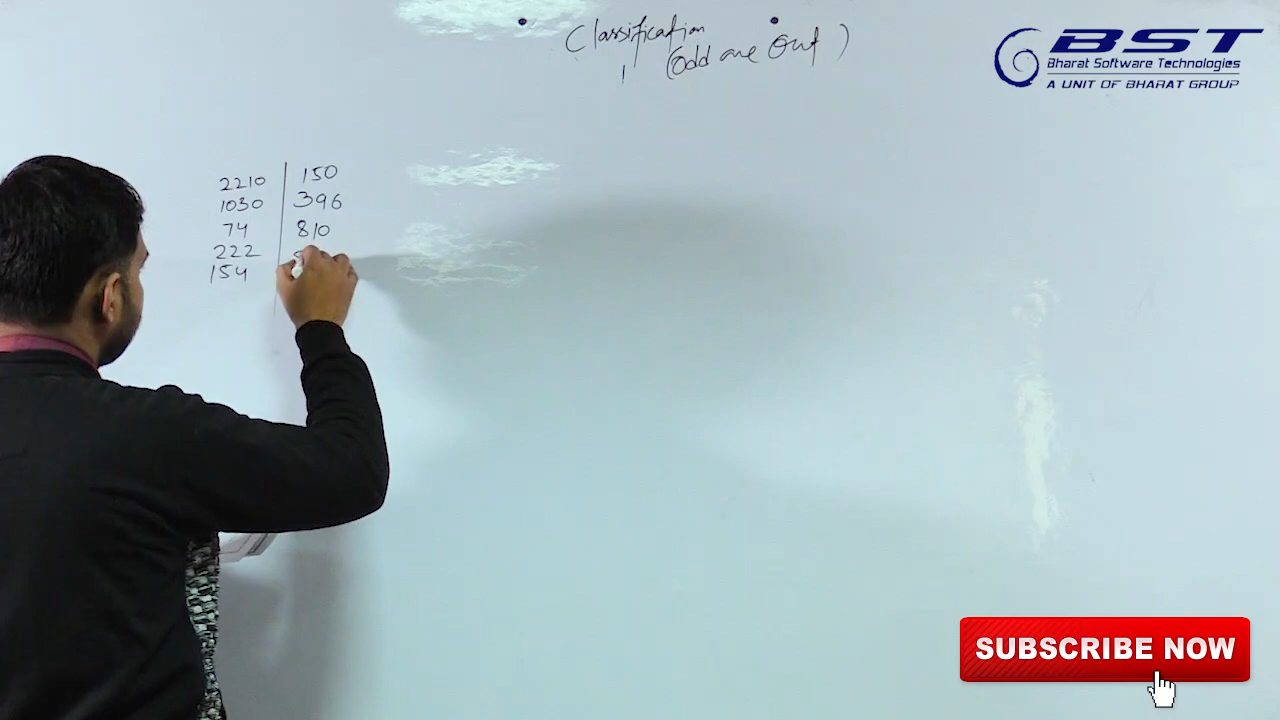 Classification
(Odd one Out)
BST
Bharat Software Technologies
A UNIT OF BHARAT GROUP
2210 150
1030 396
74 810
222
154
SUBSCRIBE NOW